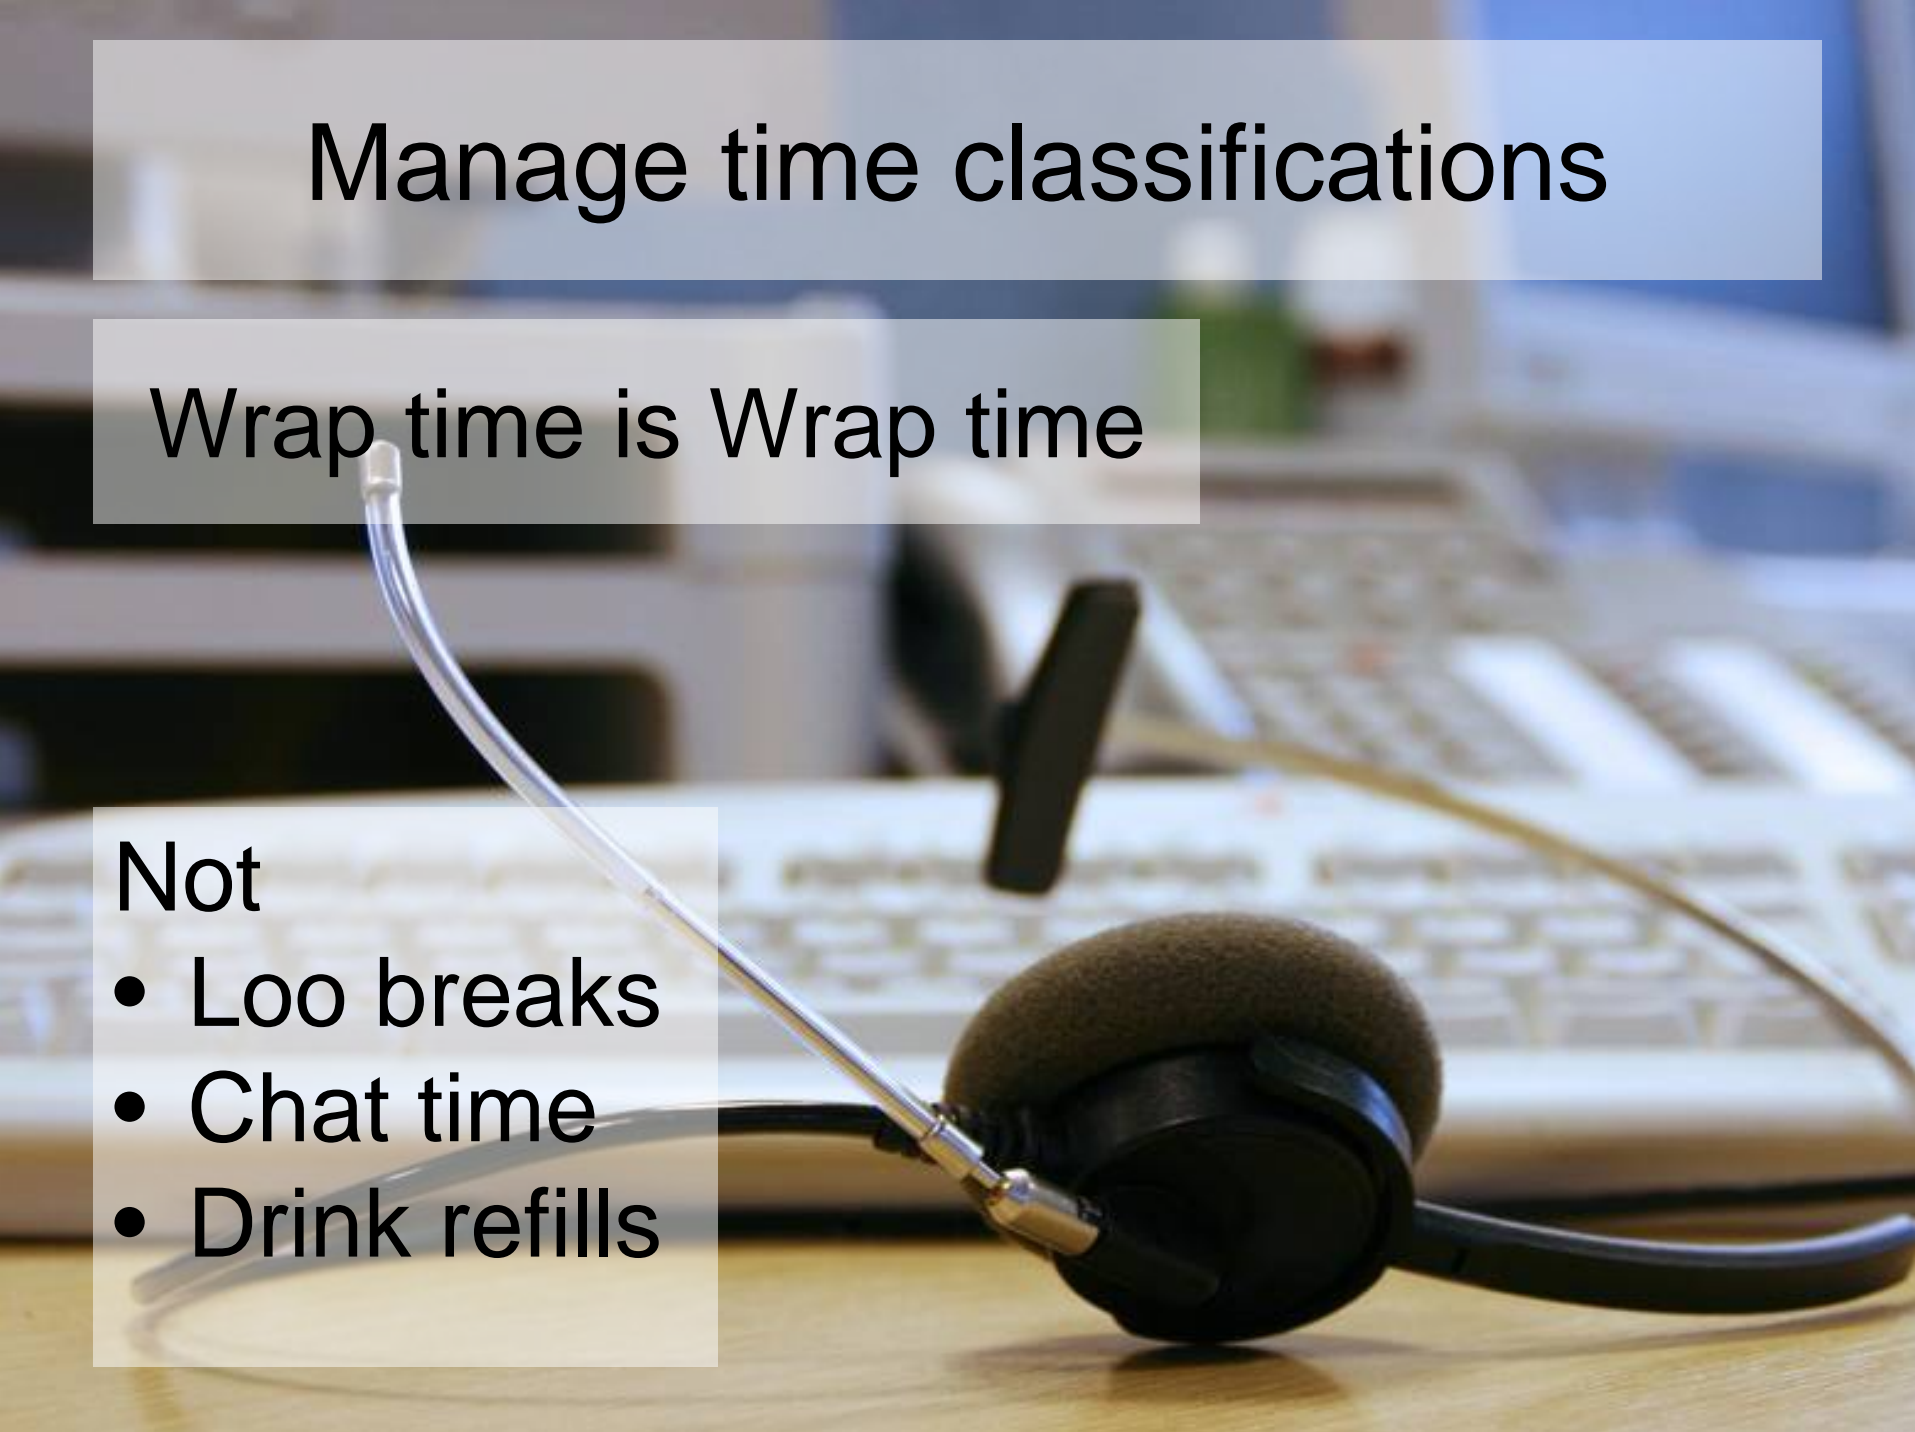 Manage time classifications
Wrap time is Wrap time
Not
• Loo breaks
• Chat time
• Drink refills